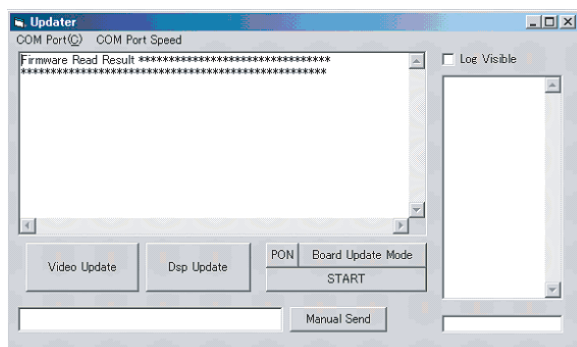 Updater
COM Port(C) COM Port Speed
Firmware Read Result ********************************
***************************************************
Log Visible
Video Update
Dsp Update
PON
Board Update Mode
START
Manual Send